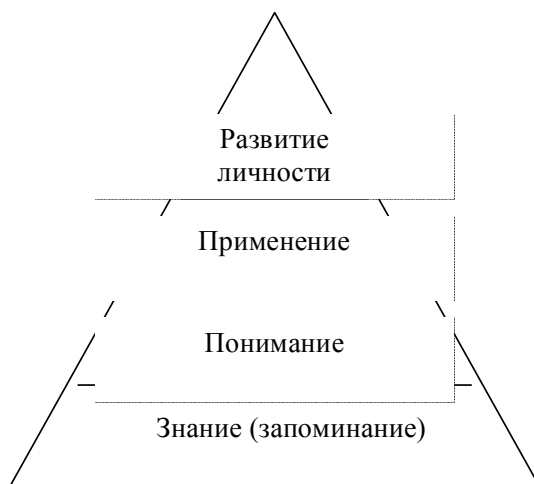 Развитие
личности
Применение
Понимание
Знание (запоминание)